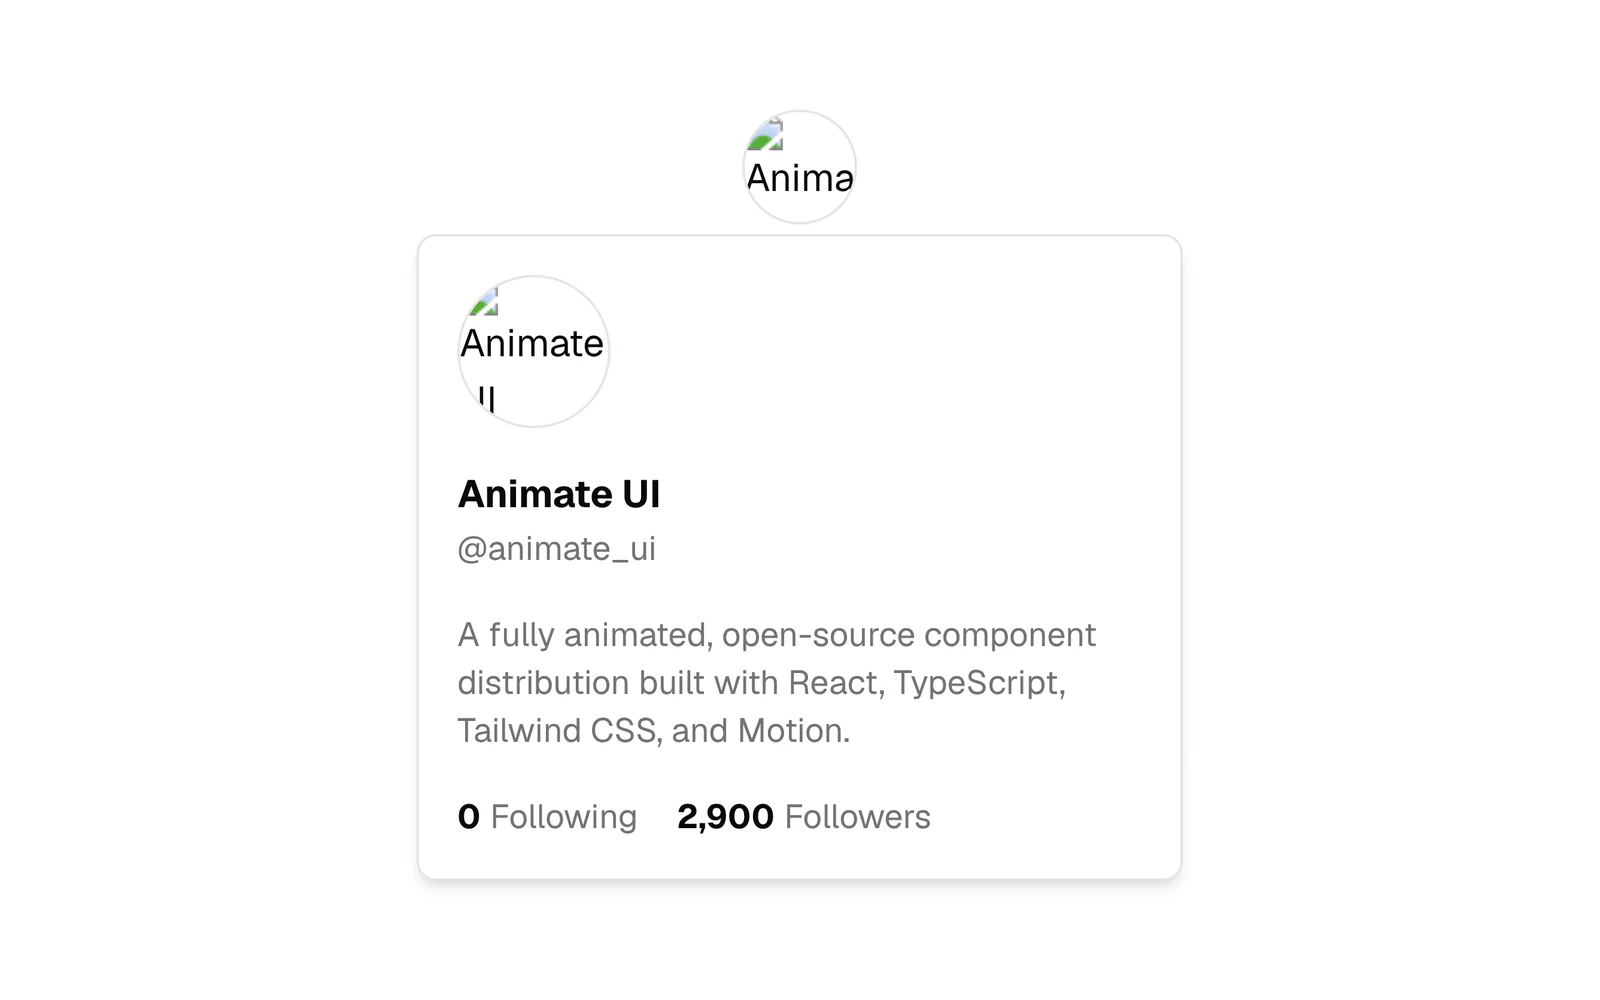 Anima
Animate
UI
Animate UI
@animate_ui
A fully animated, open-source component
distribution built with React, TypeScript,
Tailwind CSS, and Motion.
0 Following 2,900 Followers